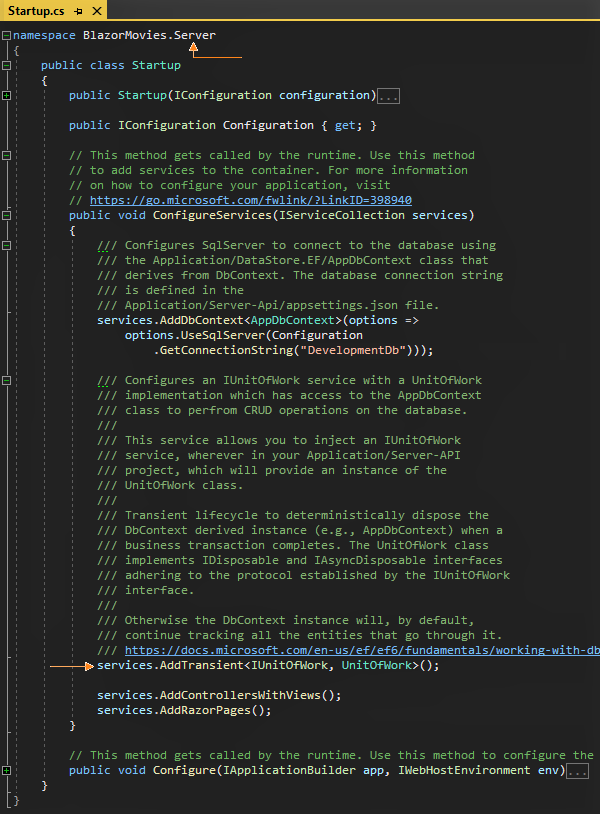 Startup.cs
namespace BlazorMovies.Server
{
public class Startup
{
public Startup(IConfiguration configuration)...
public IConfiguration Configuration { get; }
// This method gets called by the runtime. Use this method
// to add services to the container. For more information
// on how to configure your application, visit
// https://go.microsoft.com/fwlink/?LinkID=398940
public void ConfigureServices(IServiceCollection services)
{
/// Configures SqlServer to connect to the database using
/// the Application/DataStore.EF/AppDbContext class that
/// derives from DbContext. The database connection string
/// is defined in the
/// Application/Server-Api/appsettings.json file.
services.AddDbContext<AppDbContext>(options =>
options.UseSqlServer(Configuration
.GetConnectionString("DevelopmentDb")));
/// Configures an IUnitOfWork service with a UnitOfWork
/// implementation which has access to the AppDbContext
/// class to perfrom CRUD operations on the database.
///
/// This service allows you to inject an IUnitOfWork
/// service, wherever in your Application/Server-API
/// project, which will provide an instance of the
/// UnitOfWork class.
///
/// Transient lifecycle to deterministically dispose the
/// DbContext derived instance (e.g., AppDbContext) when a
/// business transaction completes. The UnitOfWork class
/// implements IDisposable and IAsyncDisposable interfaces
/// adhering to the protocol established by the IUnitOfWork
/// interface.
///
/// Otherwise the DbContext instance will, by default,
/// continue tracking all the entities that go through it.
/// https://docs.microsoft.com/en-us/ef/ef6/fundamentals/working-with-db
services.AddTransient<IUnitOfWork, UnitOfWork>();
services.AddControllersWithViews();
services.AddRazorPages();
}
// This method gets called by the runtime. Use this method to configure the
public void Configure(IApplicationBuilder app, IWebHostEnvironment env)...
}
}